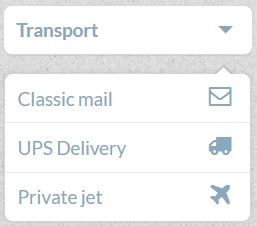 Transport
Classic mail
UPS Delivery
Private jet